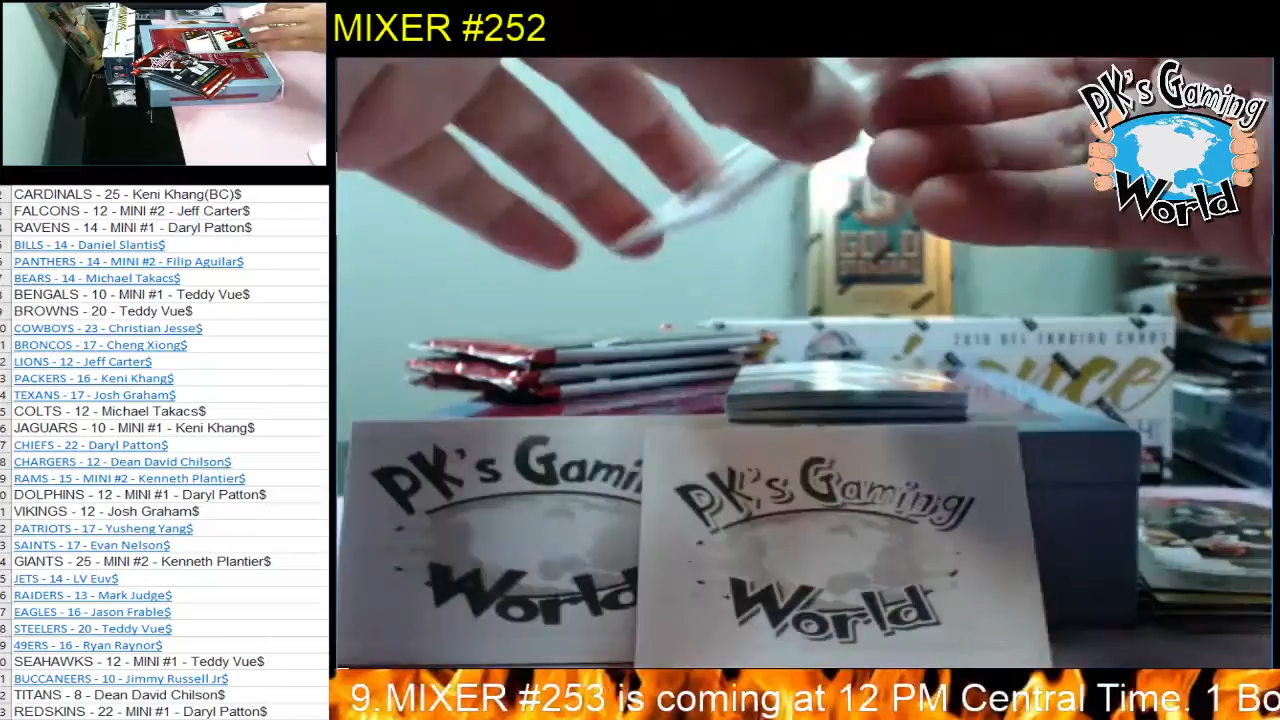 MIXER #252
PK's Gaming
World
CARDINALS - 25 - Keni Khang(BC)$
FALCONS - 12 - MINI #2 - Jeff Carter$
RAVENS - 14 - MINI #1 - Daryl Patton$
BILLS - 14 - Daniel Slantis$
PANTHERS - 14 - MINI #2 - Filip Aguilar$
BEARS - 14 - Michael Takacs$
BENGALS - 10 - MINI #1 - Teddy Vue$
BROWNS - 20 - Teddy Vue$
COWBOYS - 23 - Christian Jesse$
BRONCOS - 17 - Cheng Xiong$
LIONS - 12 - Jeff Carter$
PACKERS - 16 - Keni Khang$
TEXANS - 17 - Josh Graham$
COLTS - 12 - Michael Takacs$
JAGUARS - 10 - MINI #1 - Keni Khang$
CHIEFS - 22 - Daryl Patton$
CHARGERS - 12 - Dean David Chilson$
RAMS - 15 - MINI #2 - Kenneth Plantier$
DOLPHINS - 12 - MINI #1 - Daryl Patton$
VIKINGS - 12 - Josh Graham$
PATRIOTS - 17 - Yusheng Yang$
SAINTS - 17 - Evan Nelson$
GIANTS - 25 - MINI #2 - Kenneth Plantier$
JETS - 14 - LV Euv$
RAIDERS - 13 - Mark Judge$
EAGLES - 16 - Jason Frable$
STEELERS - 20 - Teddy Vue$
49ERS - 16 - Ryan Raynor$
SEAHAWKS - 12 - MINI #1 - Teddy Vue$
BUCCANEERS - 10 - Jimmy Russell Jr$
TITANS - 8 - Dean David Chilson$
REDSKINS - 22 - MINI #1 - Daryl Patton$
GOLD
STANDARD
2018 NFL TRADING CARDS
PK's Gami
World
PK's Gaming
World
9.MIXER #253 is coming at 12 PM Central Time. 1 Bo